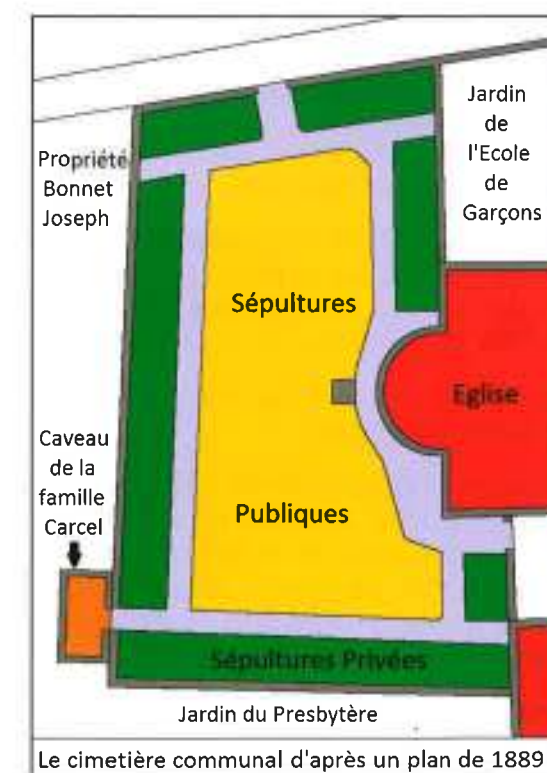 Jardin
de
l'Ecole
de
Garçons
Propriété
Bonnet
Joseph
Sépultures
Eglise
Caveau
de la
famille
Carcel
Publiques
Sépultures Privées
Jardin du Presbytère
Le cimetière communal d'après un plan de 1889